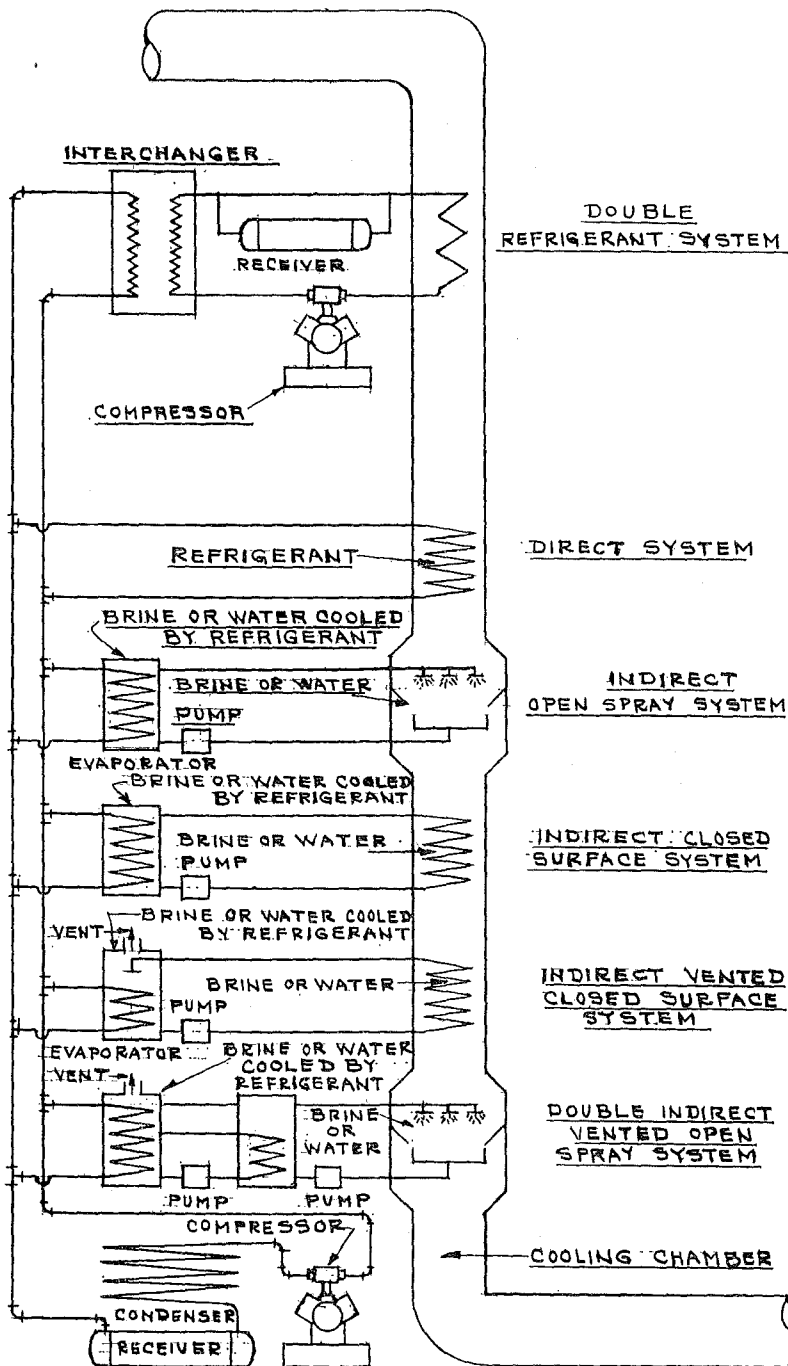 INTERCHANGER
DOUBLE
REFRIGERANT SYSTEM
RECEIVER
COMPRESSOR
REFRIGERANT
DIRECT SYSTEM
BRINE OR WATER COOLED
BY REFRIGERANT
BRINE OR WATER
INDIRECT
OPEN SPRAY SYSTEM
PUMP
EVAPORATOR
BRINE OR WATER COOLED
BY REFRIGERANT
BRINE OR WATER
PUMP
INDIRECT CLOSED
SURFACE SYSTEM
BRINE OR WATER COOLED
BY REFRIGERANT
VENT
BRINE OR WATER
PUMP
INDIRECT VENTED
CLOSED SURFACE
SYSTEM
EVAPORATOR
BRINE OR WATER
COOLED BY
REFRIGERANT
VENT
BRINE
OR
WATER
DOUBLE INDIRECT
VENTED OPEN
SPRAY SYSTEM
PUMP
PUMP
COMPRESSOR
COOLING CHAMBER
CONDENSER
RECEIVER